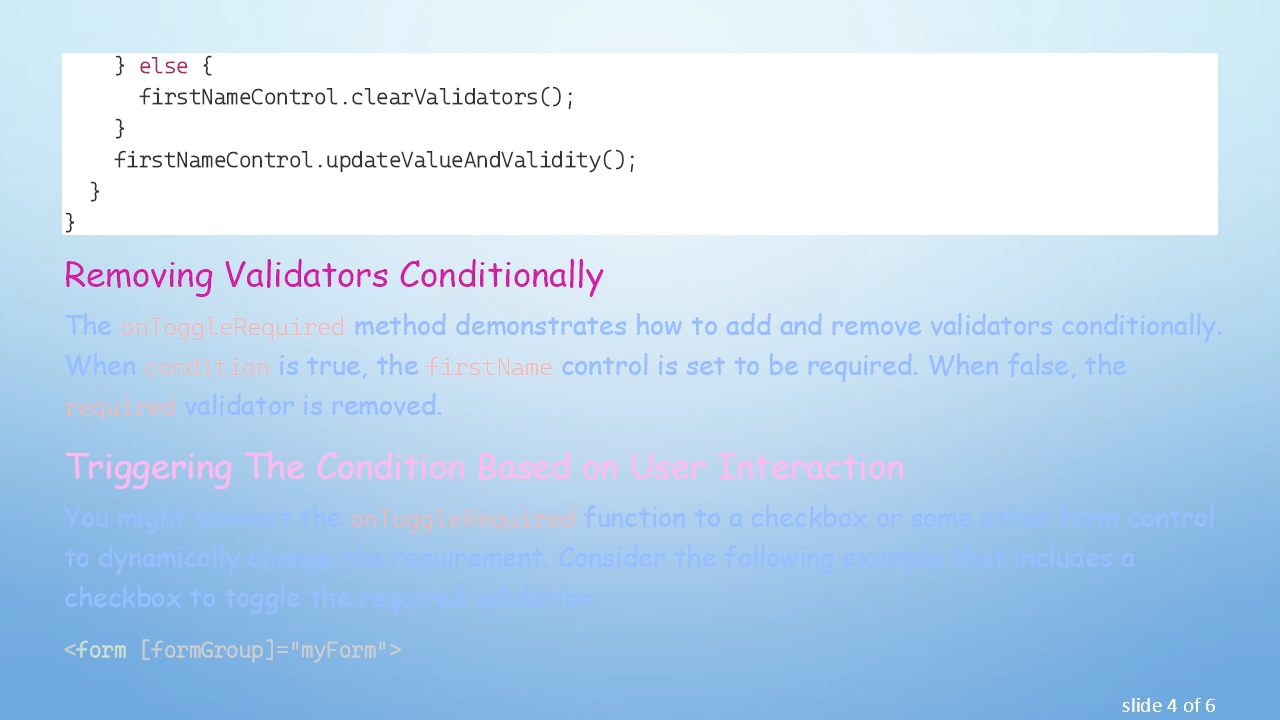 } else {
      firstNameControl.clearValidators();
    }
    firstNameControl.updateValueAndValidity();
  }
}
Removing Validators Conditionally
The onToggleRequired method demonstrates how to add and remove validators conditionally.
When condition is true, the firstName control is set to be required. When false, the
required validator is removed.
Triggering The Condition Based on User Interaction
You might connect the onToggleRequired function to a checkbox or some other form control
to dynamically change the requirement. Consider the following example that includes a
checkbox to toggle the required validation:
<form [formGroup]="myForm">
slide 4 of 6